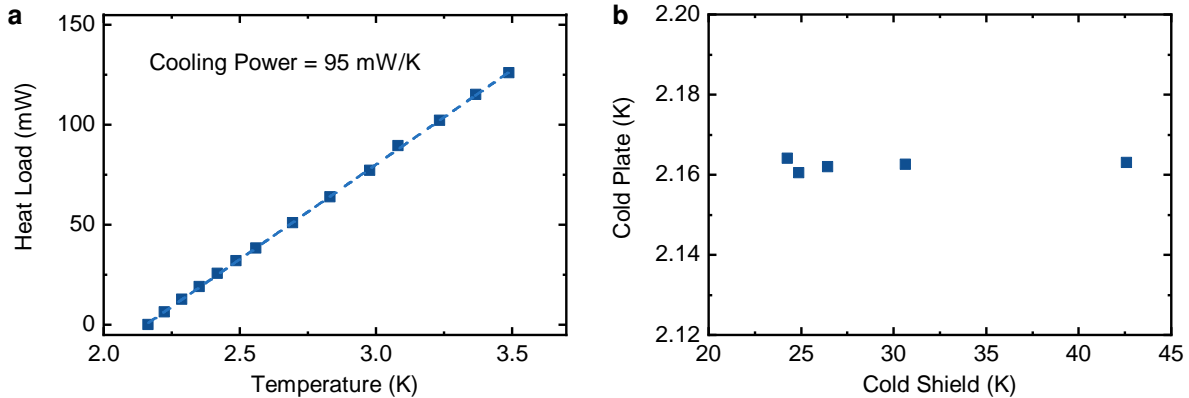 a
150
100
50
0
Heat Load (mW)
Cooling Power = 95 mW/K
2.0 2.5 3.0 3.5
Temperature (K)
b
2.20
2.18
2.16
2.14
2.12
Cold Plate (K)
20 25 30 35 40 45
Cold Shield (K)